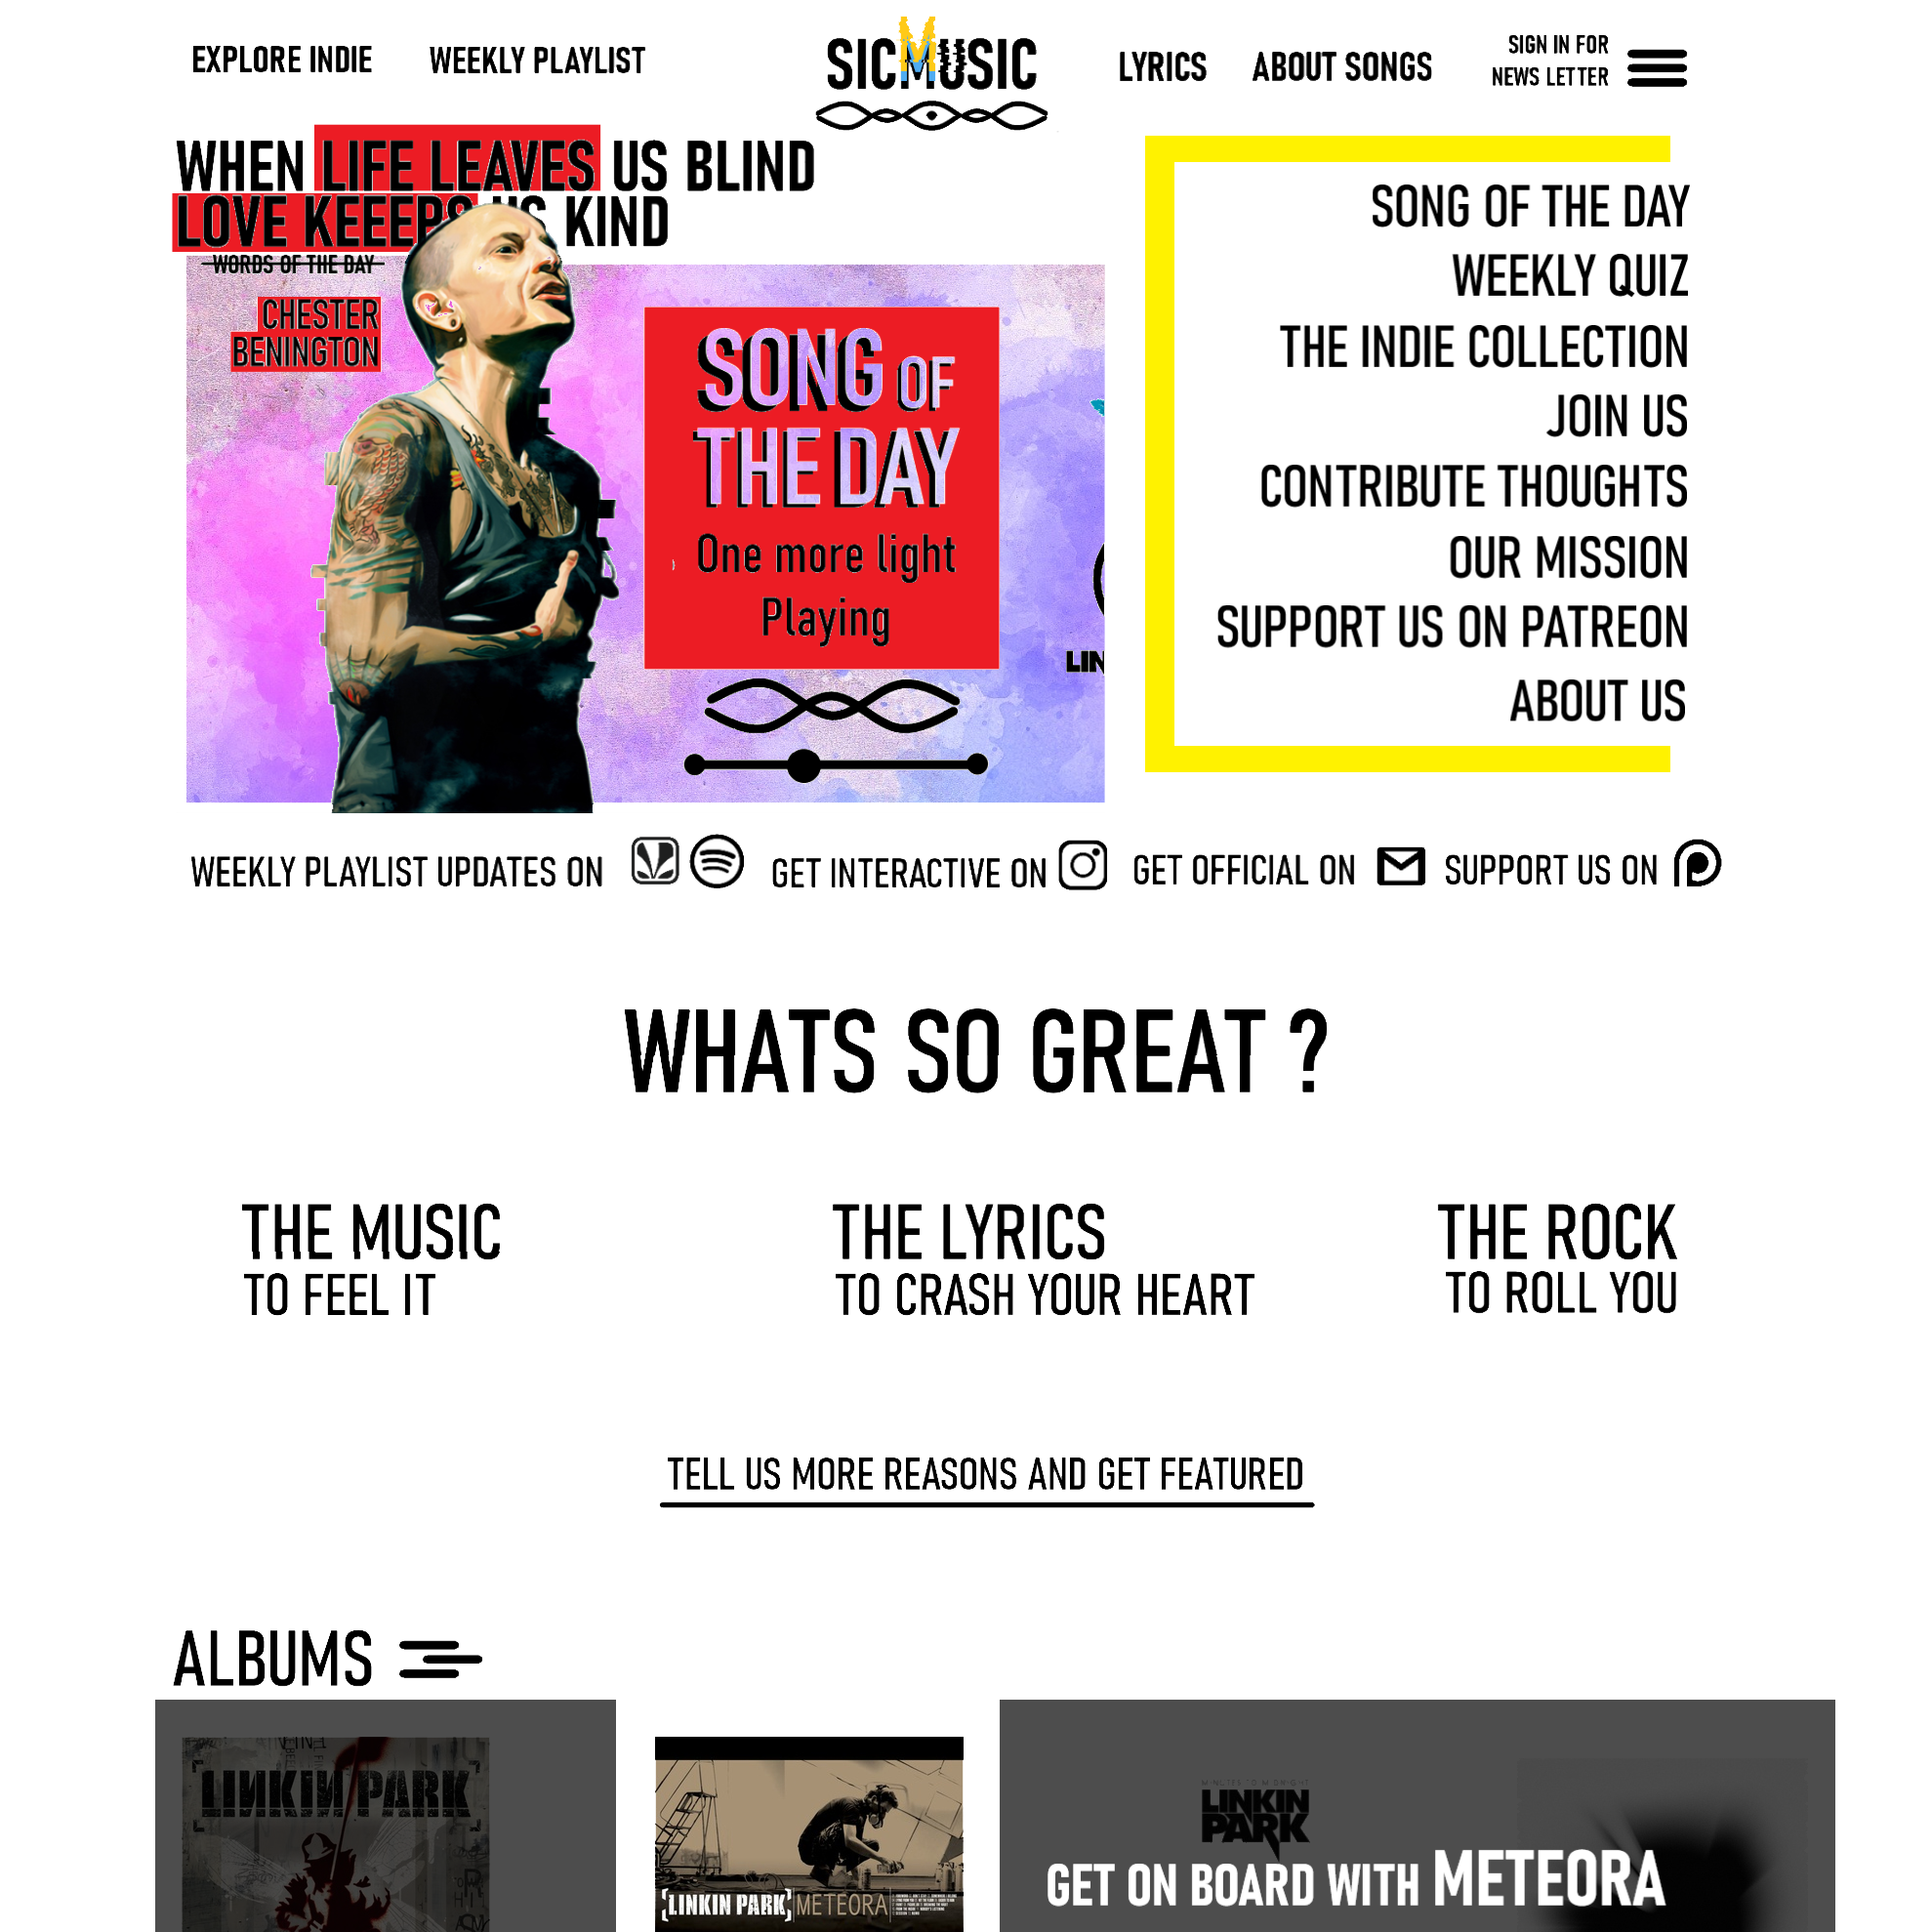 EXPLORE INDIE
WEEKLY PLAYLIST
SICMUSIC
LYRICS
ABOUT SONGS
SIGN IN FOR
NEWS LETTER
WHEN LIFE LEAVES US BLIND
LOVE KEEEPS US KIND
WORDS OF THE DAY
CHESTER
BENINGTON
SONG OF
THE DAY
One more light
Playing
LIN
SONG OF THE DAY
WEEKLY QUIZ
THE INDIE COLLECTION
JOIN US
CONTRIBUTE THOUGHTS
OUR MISSION
SUPPORT US ON PATREON
ABOUT US
WEEKLY PLAYLIST UPDATES ON
GET INTERACTIVE ON
GET OFFICIAL ON
SUPPORT US ON
WHATS SO GREAT ?
THE MUSIC
TO FEEL IT
THE LYRICS
TO CRASH YOUR HEART
THE ROCK
TO ROLL YOU
TELL US MORE REASONS AND GET FEATURED
ALBUMS
LINKIN PARK
[LINKIN PARK] METEORA
MINUTES TO MIDNIGHT
LINKIN
PARK
GET ON BOARD WITH METEORA